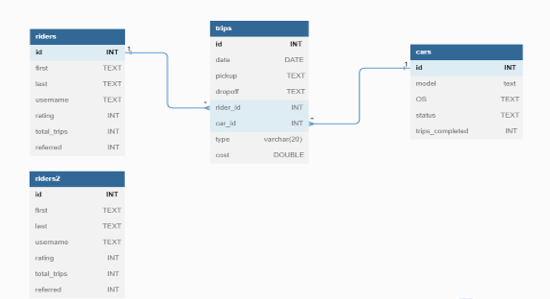 riders
id INT
first TEXT
last TEXT
username TEXT
rating INT
total_trips INT
referred INT
1
*
trips
id INT
date DATE
pickup TEXT
dropoff TEXT
rider_id INT
car_id INT
type varchar(20)
cost DOUBLE
*
1
cars
id INT
model text
OS TEXT
status TEXT
trips_completed INT
riders2
id INT
first TEXT
last TEXT
username TEXT
rating INT
total_trips INT
referred INT